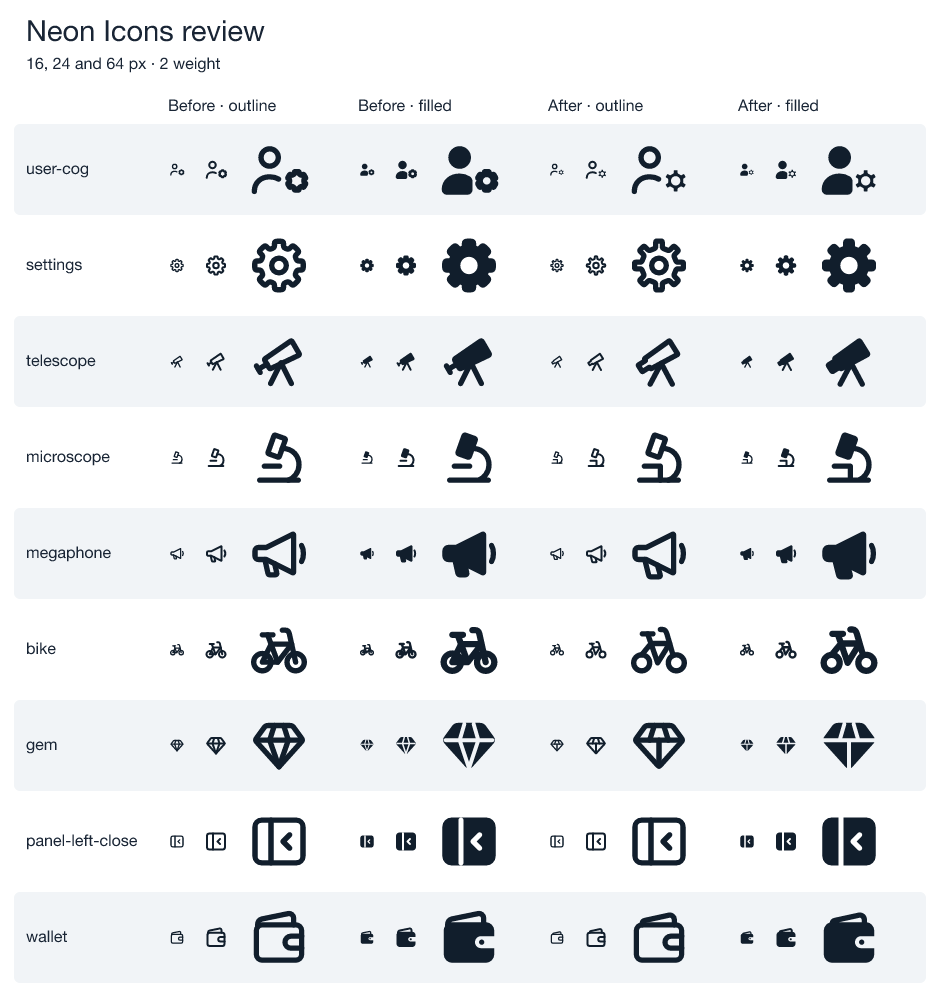 Neon Icons review
16, 24 and 64 px · 2 weight
Before · outline
Before · filled
After · outline
After · filled
user-cog
settings
telescope
microscope
megaphone
bike
gem
panel-left-close
wallet